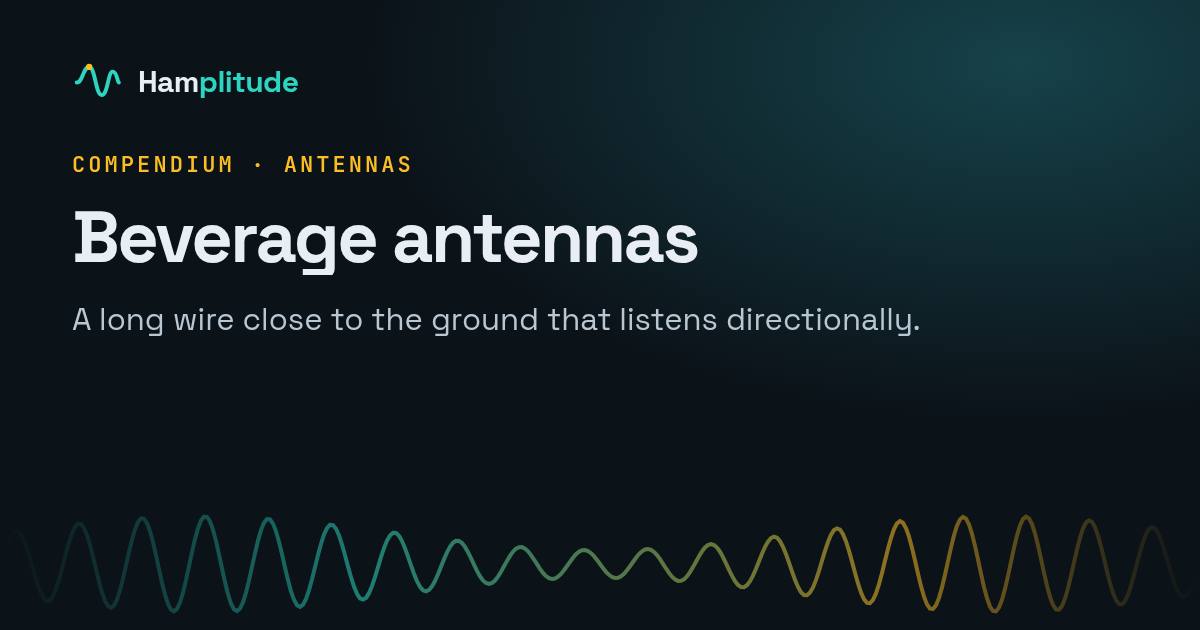 Hamplitude
COMPENDIUM · ANTENNAS
Beverage antennas
A long wire close to the ground that listens directionally.